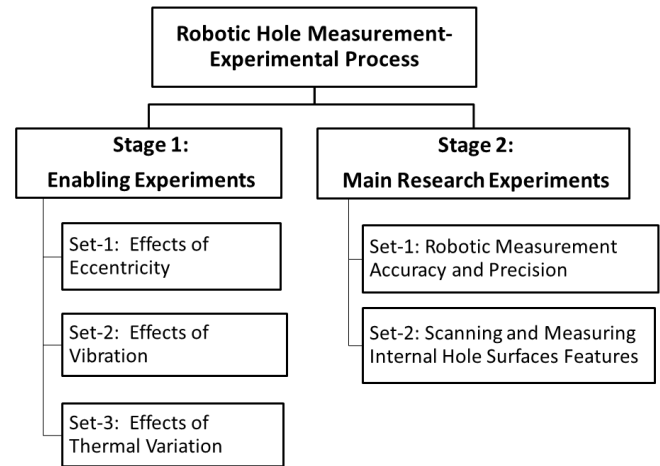 Robotic Hole Measurement-
Experimental Process
Stage 1:
Enabling Experiments
Set-1: Effects of
Eccentricity
Set-2: Effects of
Vibration
Set-3: Effects of
Thermal Variation
Stage 2:
Main Research Experiments
Set-1: Robotic Measurement
Accuracy and Precision
Set-2: Scanning and Measuring
Internal Hole Surfaces Features